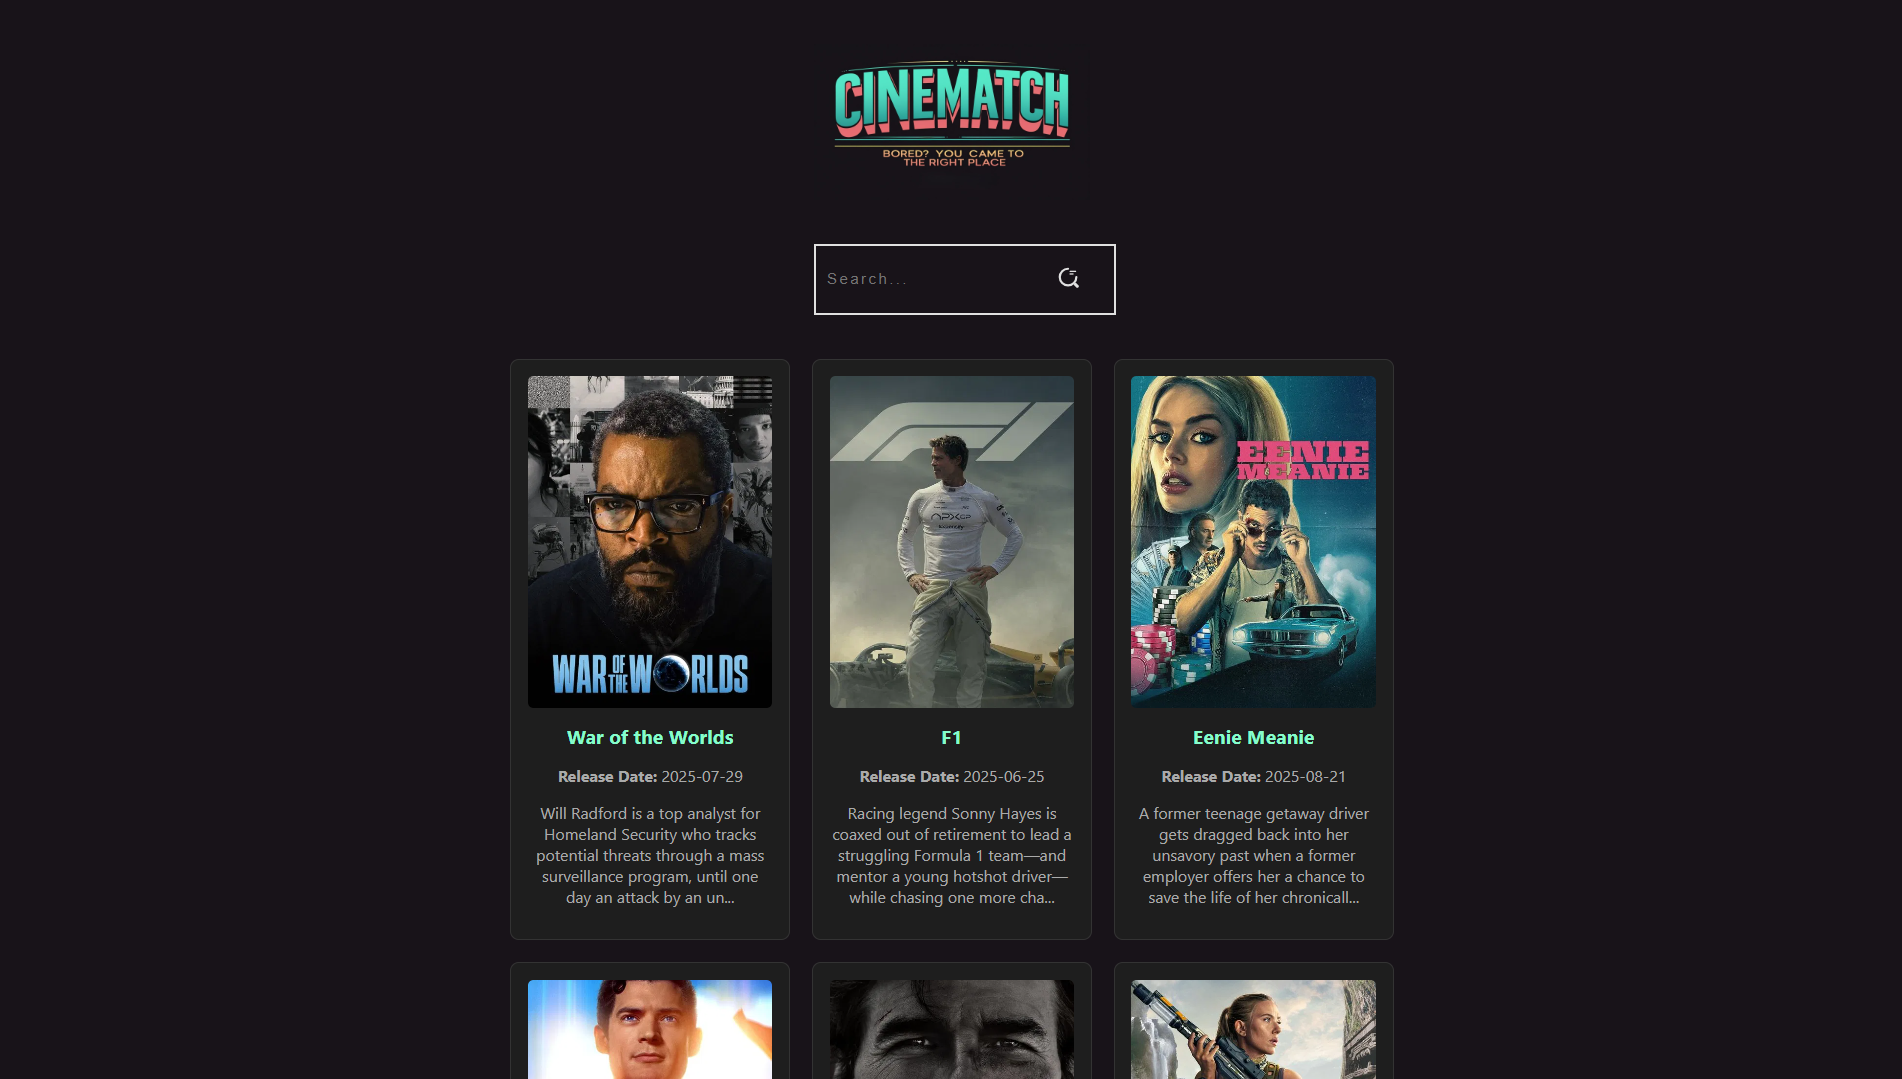 CINEMATCH
BORED? YOU CAME TO
THE RIGHT PLACE
Search...
WAR OF THE WORLDS
F1
APXGP
EENIE
MEANIE
War of the Worlds
Release Date: 2025-07-29
Will Radford is a top analyst for
Homeland Security who tracks
potential threats through a mass
surveillance program, until one
day an attack by an un...
F1
Release Date: 2025-06-25
Racing legend Sonny Hayes is
coaxed out of retirement to lead a
struggling Formula 1 team—and
mentor a young hotshot driver—
while chasing one more cha...
Eenie Meanie
Release Date: 2025-08-21
A former teenage getaway driver
gets dragged back into her
unsavory past when a former
employer offers her a chance to
save the life of her chronicall...